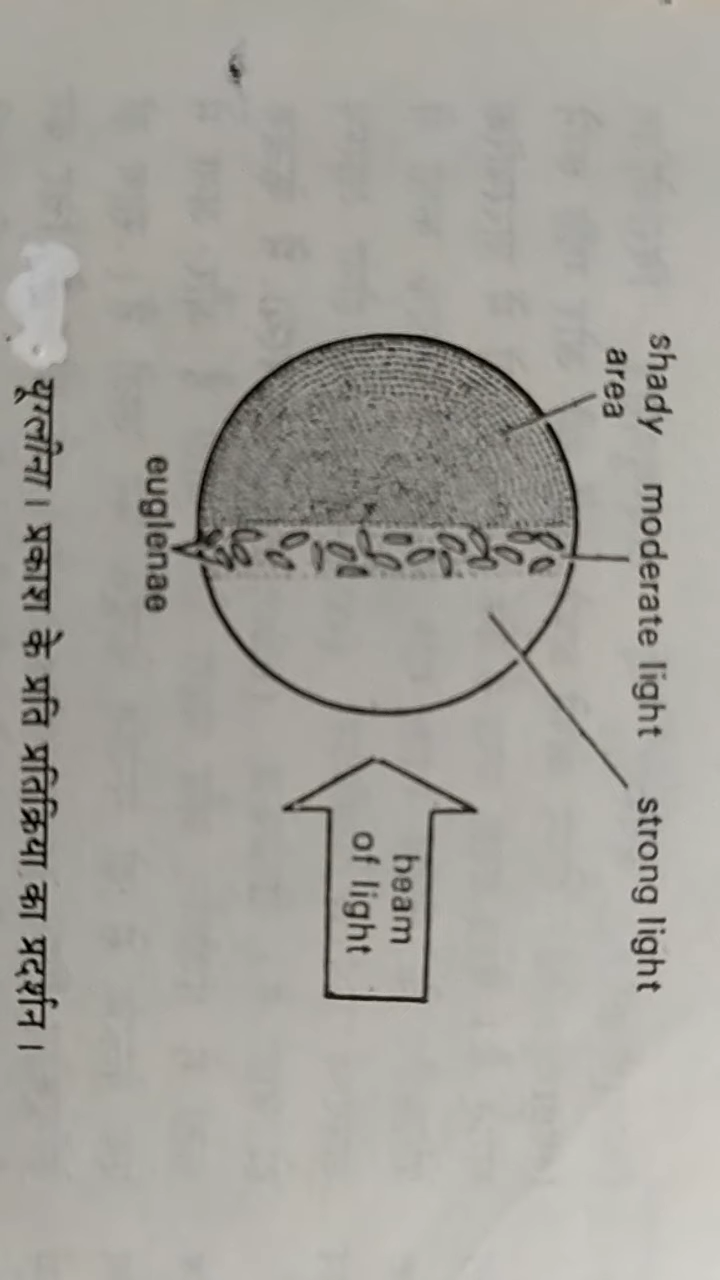 shady
area
moderate light
strong light
beam
of light
euglenae
यूग्लीना। प्रकाश के प्रति प्रतिक्रिया का प्रदर्शन।